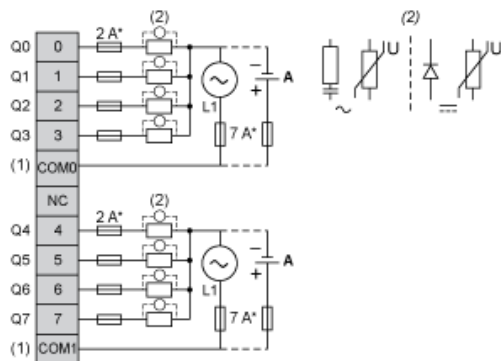 (2) (2)
Q0 0 2 A* U U
Q1 1 − A
Q2 2 L1 +
Q3 3 7 A*
(1) COM0
NC
(2)
Q4 4 2 A*
Q5 5 − A
Q6 6 L1 +
Q7 7 7 A*
(1) COM1